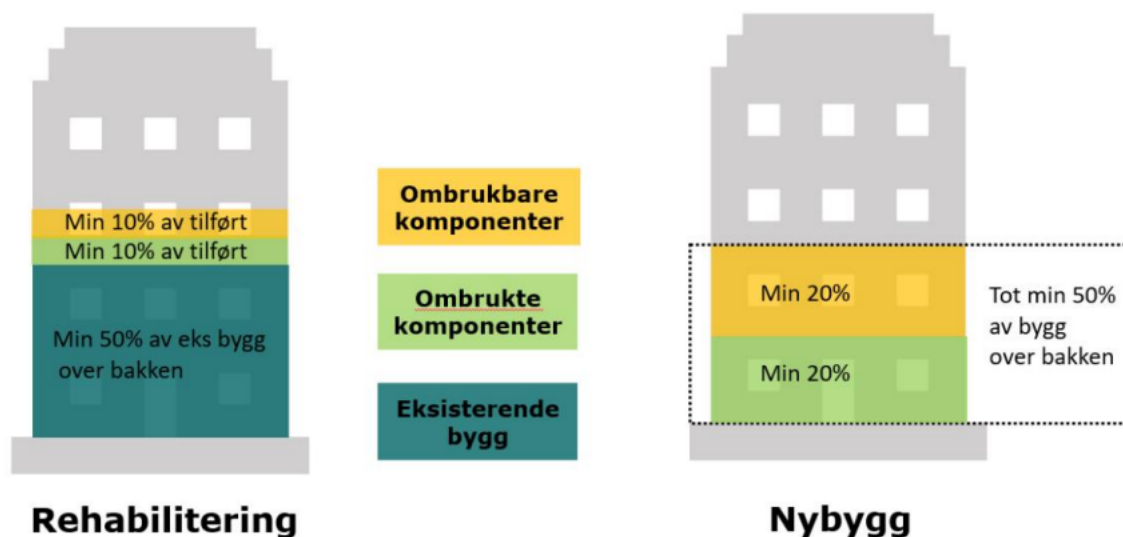 Min 10% av tilført
Min 10% av tilført
Min 50% av eks bygg
over bakken
Rehabilitering
Ombrukbare
komponenter
Ombrukte
komponenter
Eksisterende
bygg
Min 20%
Min 20%
Tot min 50%
av bygg
over bakken
Nybygg